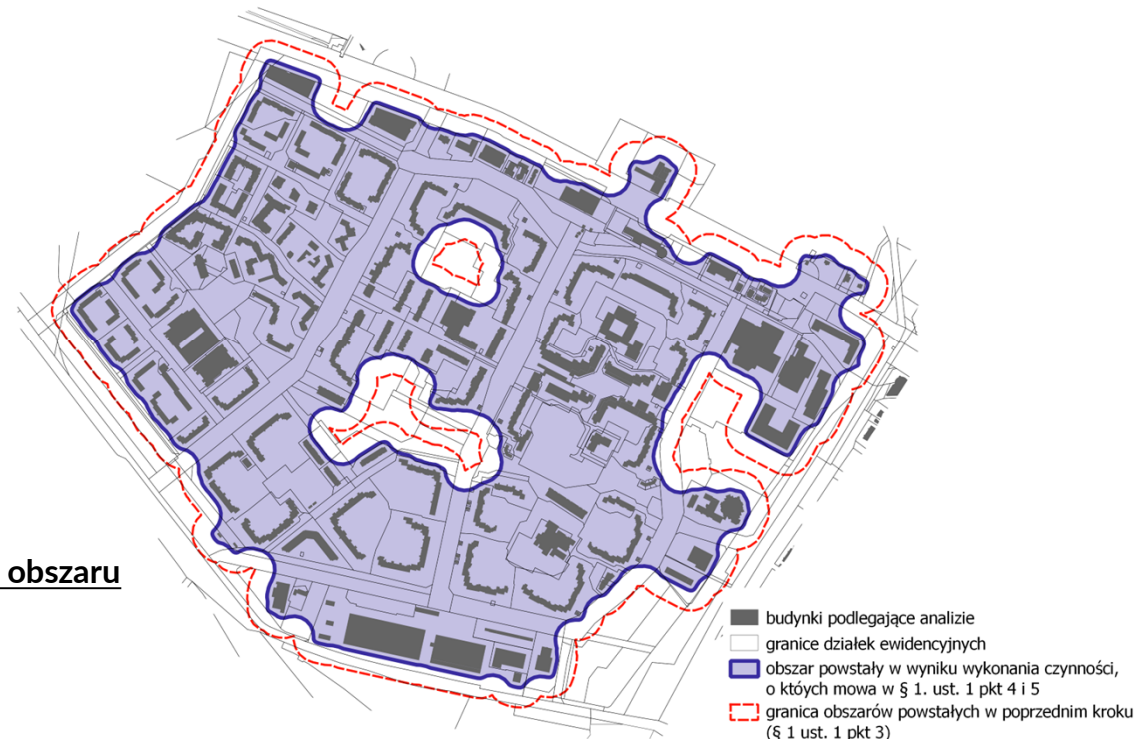 obszaru
budynki podlegające analizie
granice działek ewidencyjnych
obszar powstały w wyniku wykonania czynności,
o któych mowa w § 1. ust. 1 pkt 4 i 5
granica obszarów powstałych w poprzednim kroku
(§ 1 ust. 1 pkt 3)